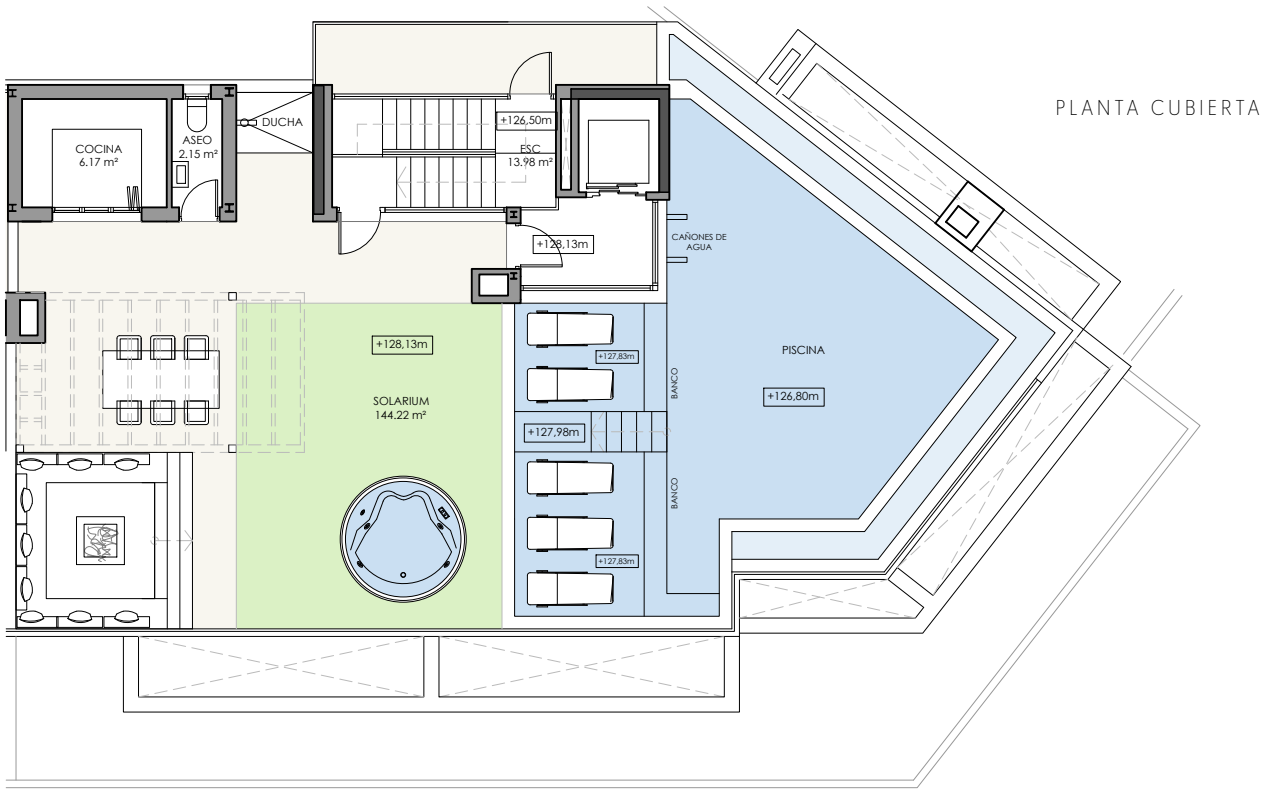 PLANTA CUBIERTA
COCINA
6.17 m²
ASEO
2.15 m²
DUCHA
+126,50m
ESC
13.98 m²
+128,13m
CAÑONES DE
AGUA
+128,13m
SOLARIUM
144.22 m²
+127,83m
BANCO
PISCINA
+126,80m
+127,98m
BANCO
+127,83m